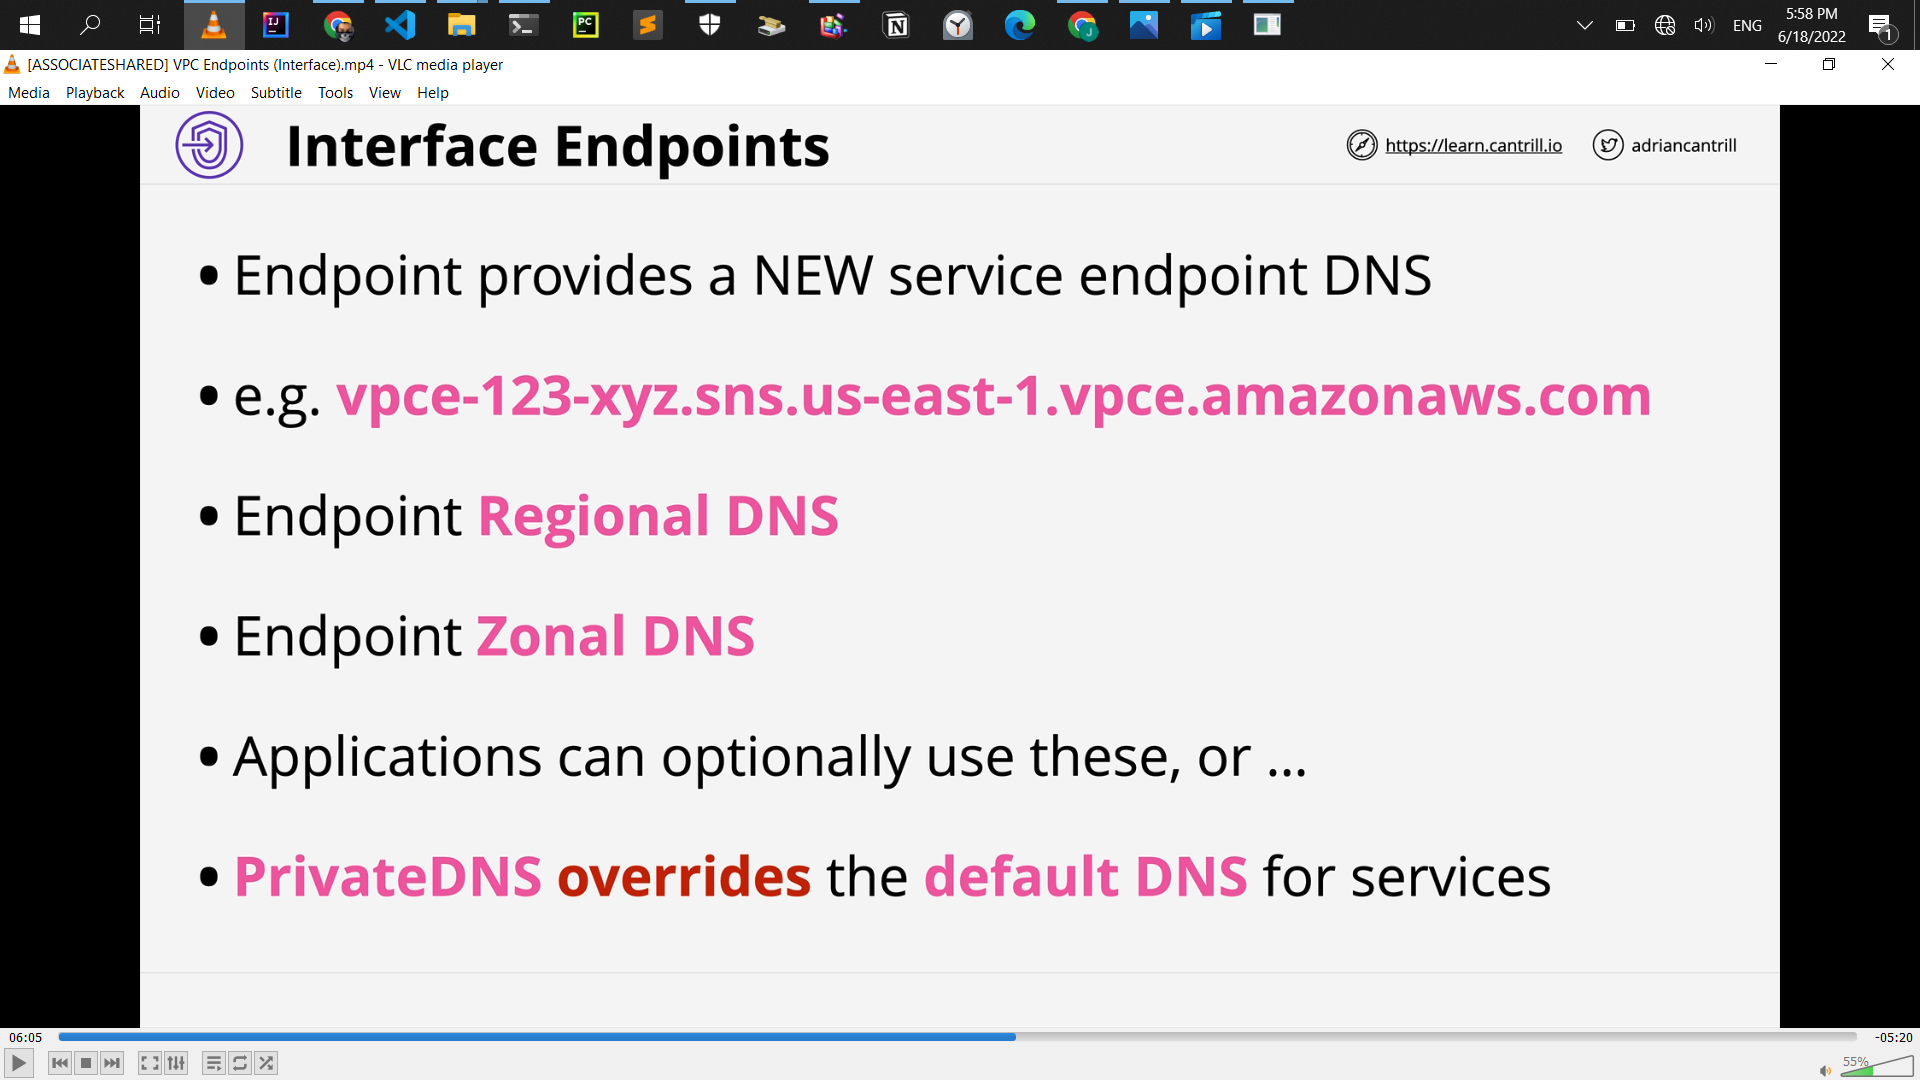 5:58 PM
ENG
6/18/2022
1
[ASSOCIATESHARED] VPC Endpoints (Interface).mp4 - VLC media player
Media Playback Audio Video Subtitle Tools View Help
Interface Endpoints
https://learn.cantrill.io
adriancantrill
• Endpoint provides a NEW service endpoint DNS
• e.g. vpce-123-xyz.sns.us-east-1.vpce.amazonaws.com
• Endpoint Regional DNS
• Endpoint Zonal DNS
• Applications can optionally use these, or ...
• PrivateDNS overrides the default DNS for services
06:05
-05:20
55%